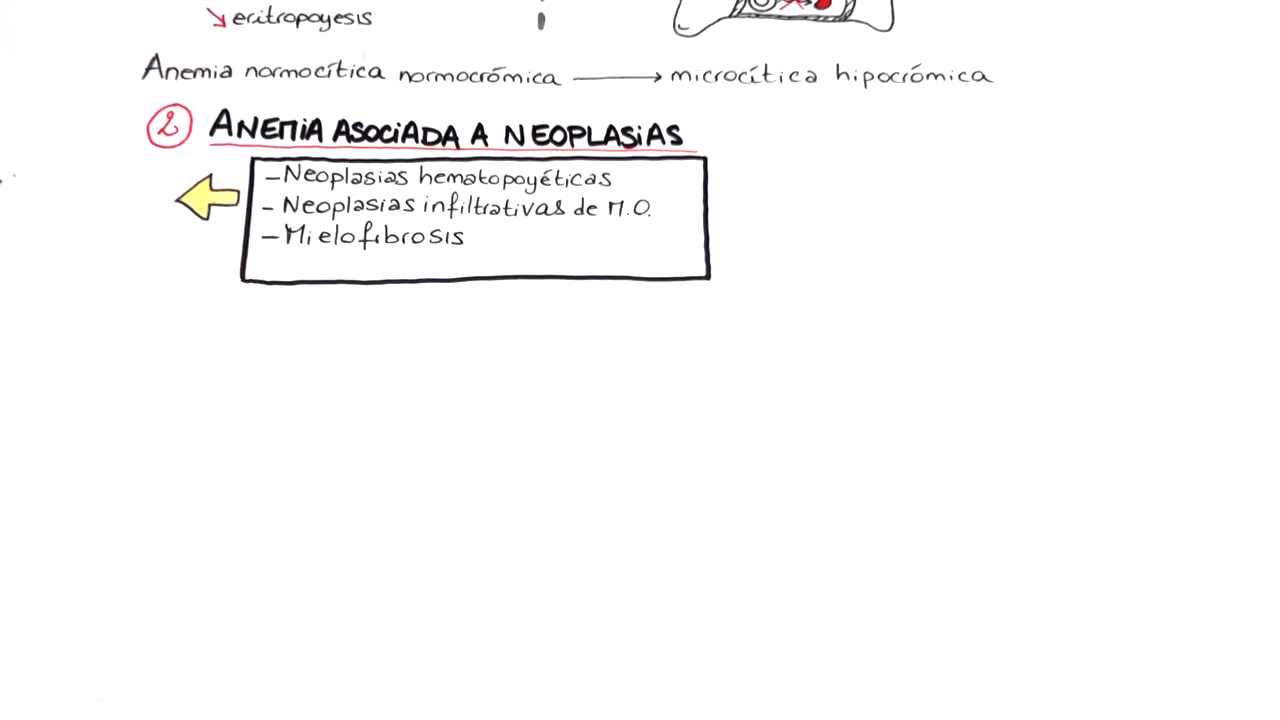 ↘ eritropoyesis
Anemia normocítica normocrómica → microcítica hipocrómica
2 ANEMIA ASOCIADA A NEOPLASIAS
- Neoplasias hematopoyéticas
- Neoplasias infiltrativas de M.O.
- Mielofibrosis